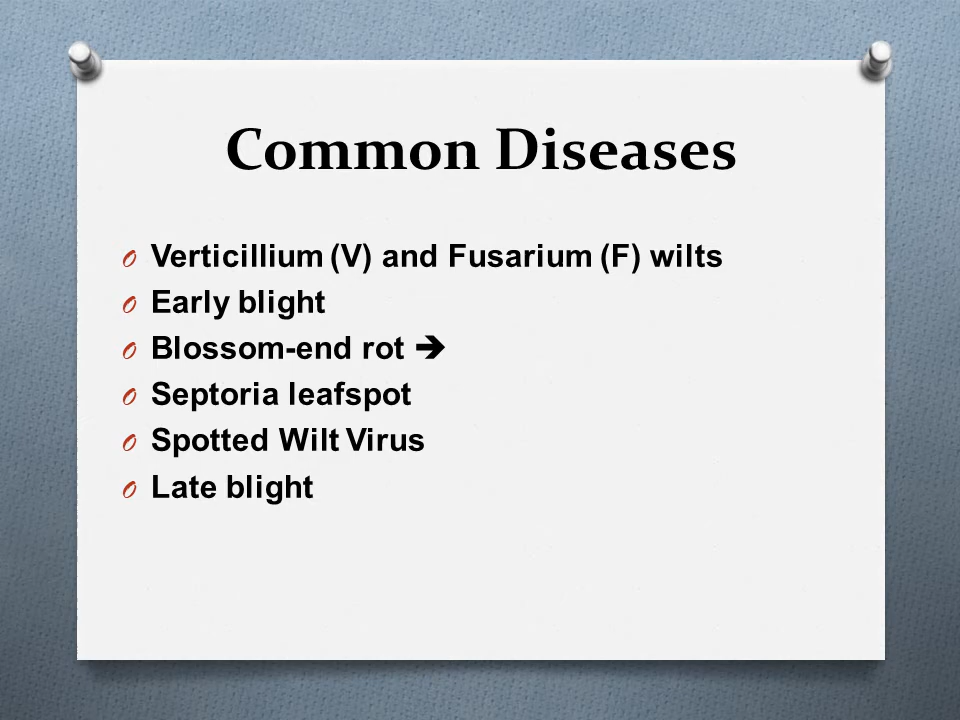 Common Diseases
Verticillium (V) and Fusarium (F) wilts
Early blight
Blossom-end rot ➔
Septoria leafspot
Spotted Wilt Virus
Late blight